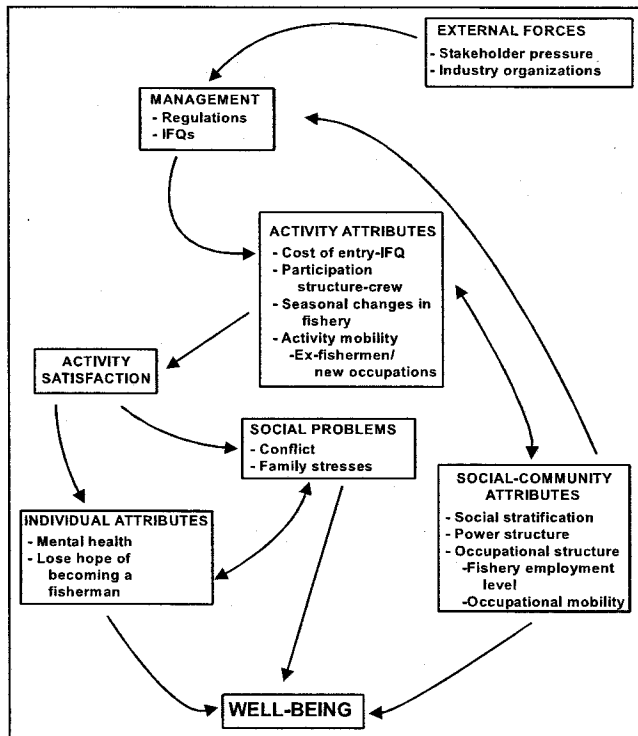 EXTERNAL FORCES
- Stakeholder pressure
- Industry organizations
MANAGEMENT
- Regulations
- IFQs
ACTIVITY ATTRIBUTES
- Cost of entry-IFQ
- Participation
structure-crew
- Seasonal changes in
fishery
- Activity mobility
-Ex-fishermen/
new occupations
ACTIVITY
SATISFACTION
SOCIAL PROBLEMS
- Conflict
- Family stresses
SOCIAL-COMMUNITY
ATTRIBUTES
- Social stratification
- Power structure
- Occupational structure
-Fishery employment
level
-Occupational mobility
INDIVIDUAL ATTRIBUTES
- Mental health
- Lose hope of
becoming a
fisherman
WELL-BEING